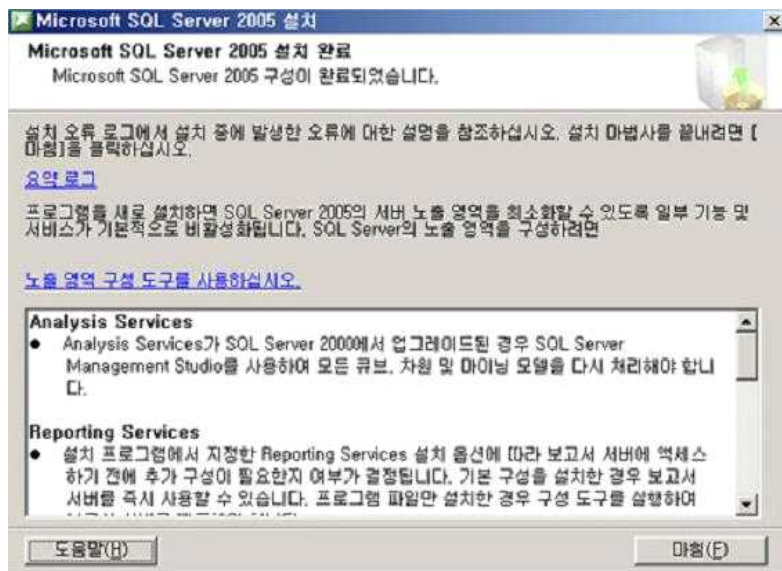 Microsoft SQL Server 2005 설치
Microsoft SQL Server 2005 설치 완료
Microsoft SQL Server 2005 구성이 완료되었습니다.
설치 오류 로그에서 설치 중에 발생한 오류에 대한 설명을 참조하십시오. 설치 마법사를 끝내려면 [
마침]을 클릭하십시오.
요약 로그
프로그램을 새로 설치하면 SQL Server 2005의 서버 노출 영역을 최소화할 수 있도록 일부 기능 및
서비스가 기본적으로 비활성화됩니다. SQL Server의 노출 영역을 구성하려면
노출 영역 구성 도구를 사용하십시오.
Analysis Services
● Analysis Services가 SQL Server 2000에서 업그레이드된 경우 SQL Server
Management Studio를 사용하여 모든 큐브, 차원 및 마이닝 모델을 다시 처리해야 합니
다.
Reporting Services
● 설치 프로그램에서 지정한 Reporting Services 설치 옵션에 따라 보고서 서버에 액세스
하기 전에 추가 구성이 필요한지 여부가 결정됩니다. 기본 구성을 설치한 경우 보고서
서버를 즉시 사용할 수 있습니다. 프로그램 파일만 설치한 경우 구성 도구를 실행하여
도움말(H)
마침(F)